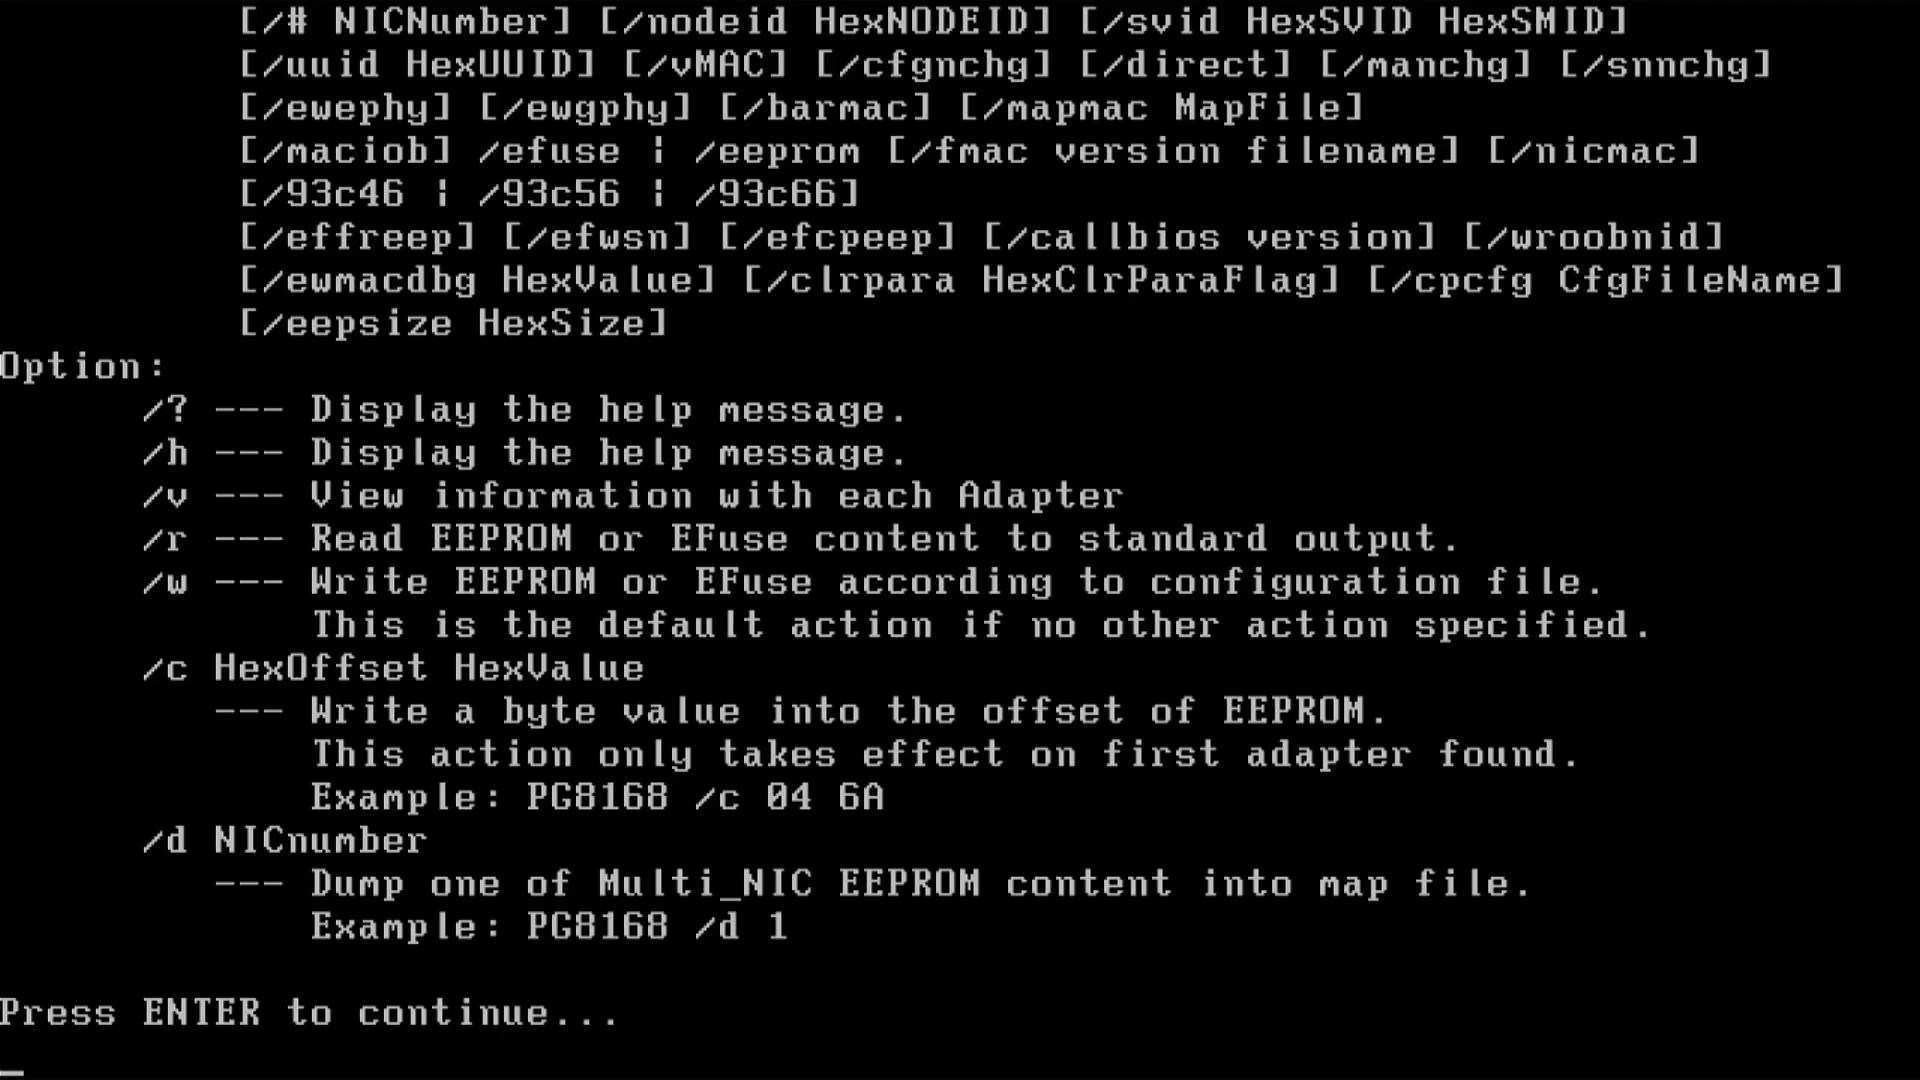 [/# NICNumber] [/nodeid HexNODEID] [/svid HexSVID HexSMID]
[/uuid HexUUID] [/vMAC] [/cfgnchg] [/direct] [/manchg] [/snnchg]
[/ewephy] [/ewgphy] [/barmac] [/mapmac MapFile]
[/maciob] /efuse ¦ /eeprom [/fmac version filename] [/nicmac]
[/93c46 ¦ /93c56 ¦ /93c66]
[/effreep] [/efwsn] [/efcpeep] [/callbios version] [/wroobnid]
[/ewmacdbg HexValue] [/clrpara HexClrParaFlag] [/cpcfg CfgFileName]
[/eepsize HexSize]
Option:
/? --- Display the help message.
/h --- Display the help message.
/v --- View information with each Adapter
/r --- Read EEPROM or EFuse content to standard output.
/w --- Write EEPROM or EFuse according to configuration file.
This is the default action if no other action specified.
/c HexOffset HexValue
--- Write a byte value into the offset of EEPROM.
This action only takes effect on first adapter found.
Example: PG8168 /c 04 6A
/d NICnumber
--- Dump one of Multi_NIC EEPROM content into map file.
Example: PG8168 /d 1
Press ENTER to continue...
_